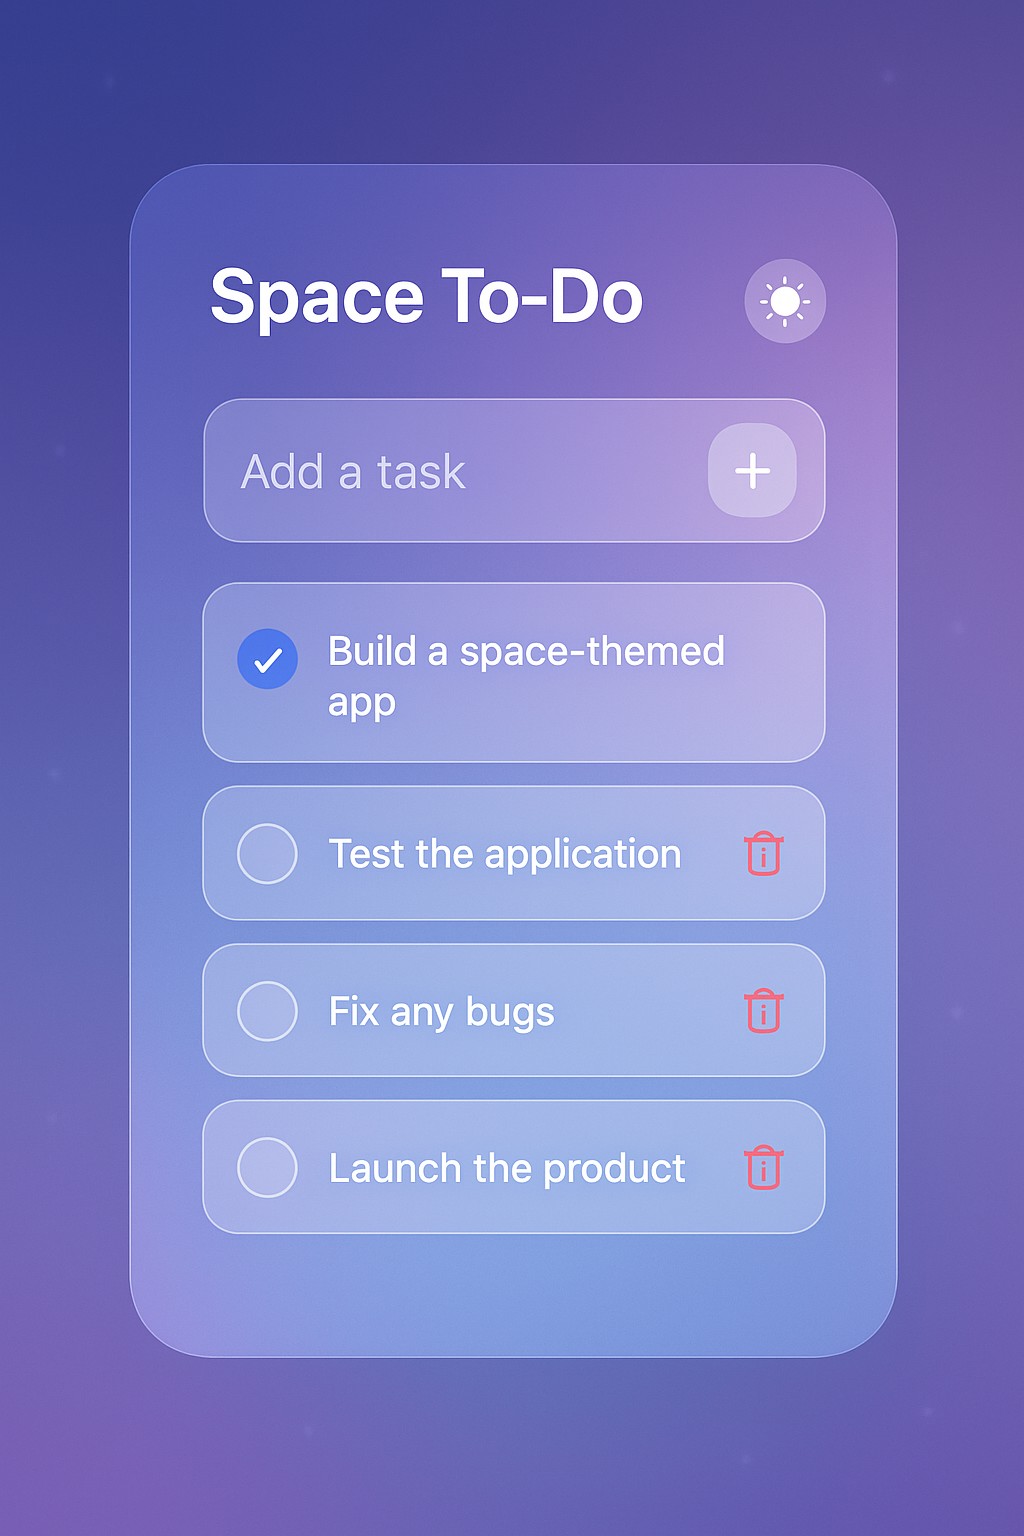 Space To-Do
Add a task
Build a space-themed
app
Test the application
Fix any bugs
Launch the product